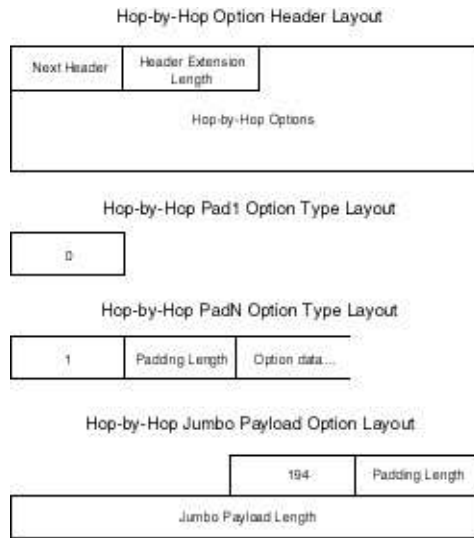 Hop-by-Hop Option Header Layout
Next Header
Header Extension
Length
Hop-by-Hop Options
Hop-by-Hop Pad1 Option Type Layout
0
Hop-by-Hop PadN Option Type Layout
1
Padding Length
Option data...
Hop-by-Hop Jumbo Payload Option Layout
194
Padding Length
Jumbo Payload Length